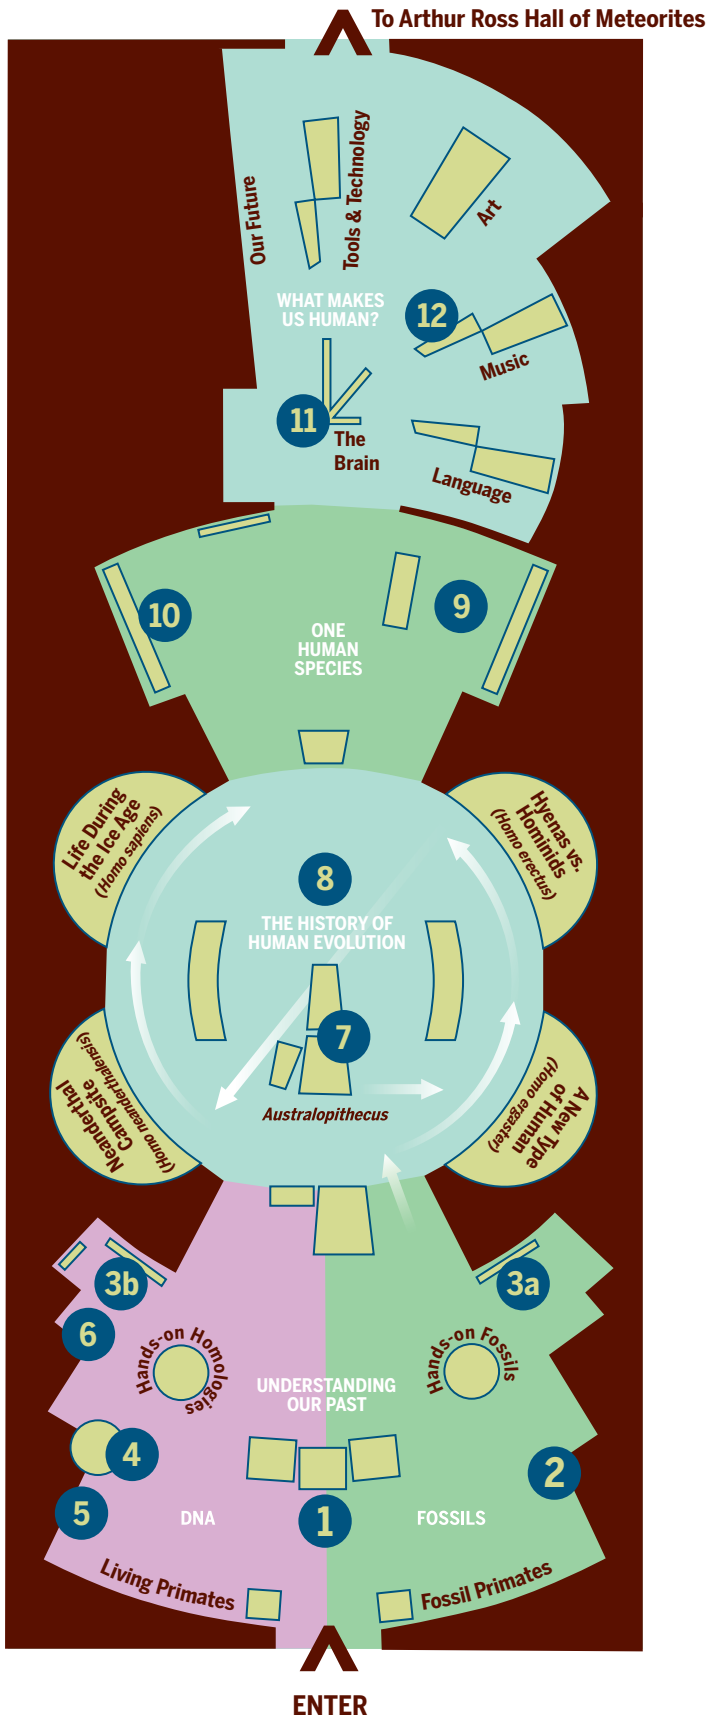 To Arthur Ross Hall of Meteorites
Our Future
Tools & Technology
Art
WHAT MAKES
US HUMAN?
12
Music
11
The
Brain
Language
10
9
ONE
HUMAN
SPECIES
Life During
the Ice Age
(Homo sapiens)
Hyenas vs.
Hominids
(Homo erectus)
8
THE HISTORY OF
HUMAN EVOLUTION
7
Australopithecus
Neanderthal
Campsite
(Homo neanderthalensis)
A New Type
of Human
(Homo ergaster)
3b
3a
6
Hands-on Homologies
Hands-on Fossils
UNDERSTANDING
OUR PAST
4
2
5
DNA
1
FOSSILS
Living Primates
Fossil Primates
ENTER